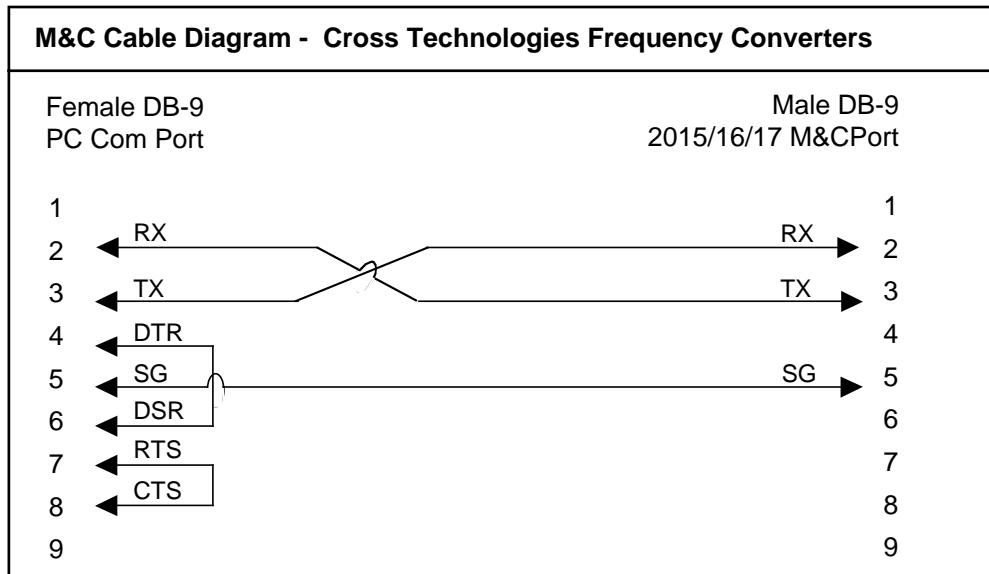 M&C Cable Diagram - Cross Technologies Frequency Converters
Female DB-9
PC Com Port
Male DB-9
2015/16/17 M&CPort
1 1
2 RX RX 2
3 TX TX 3
4 DTR 4
5 SG SG 5
6 DSR 6
7 RTS 7
8 CTS 8
9 9